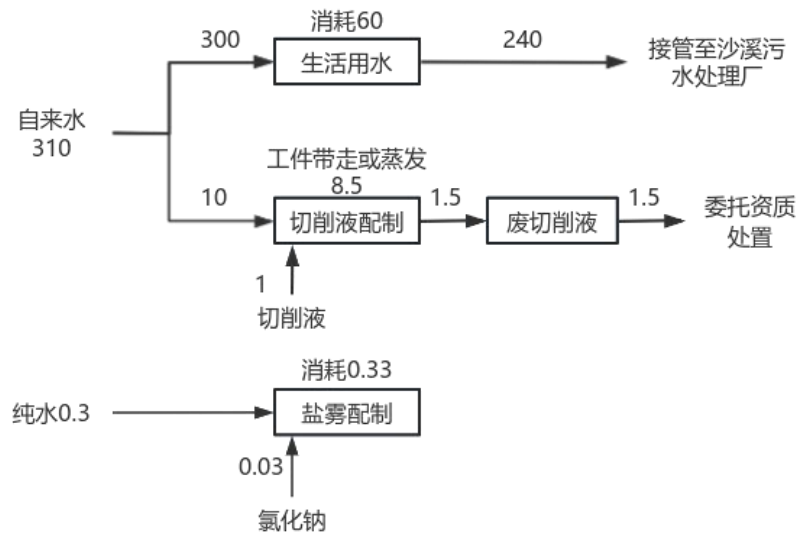 消耗60
300
生活用水
240
接管至沙溪污
水处理厂
自来水
310
工件带走或蒸发
8.5
10
切削液配制
1.5
废切削液
1.5
委托资质
处置
1
切削液
消耗0.33
纯水0.3
盐雾配制
0.03
氯化钠